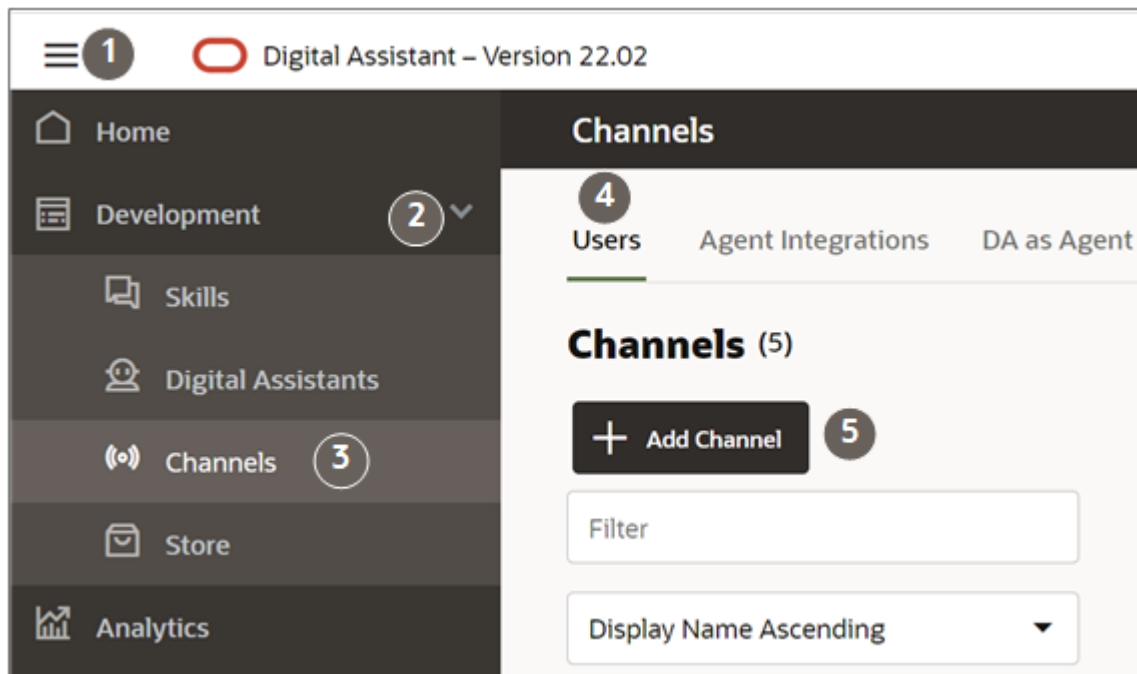 1 Digital Assistant – Version 22.02
Home
Channels
Development 2
4
Users Agent Integrations DA as Agent
Skills
Channels (5)
Digital Assistants
+ Add Channel 5
Channels 3
Filter
Store
Display Name Ascending
Analytics